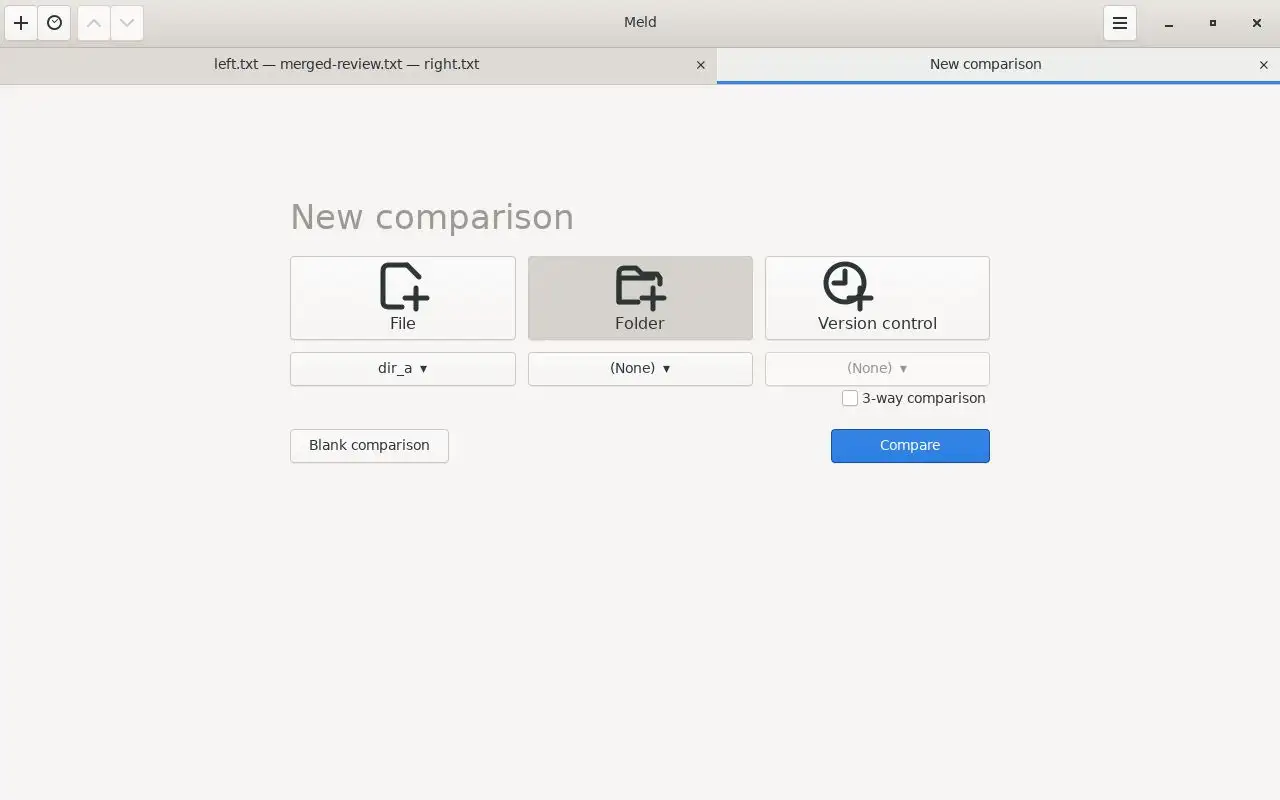 Meld
left.txt — merged-review.txt — right.txt
New comparison
New comparison
File
Folder
Version control
dir_a
(None)
(None)
3-way comparison
Blank comparison
Compare